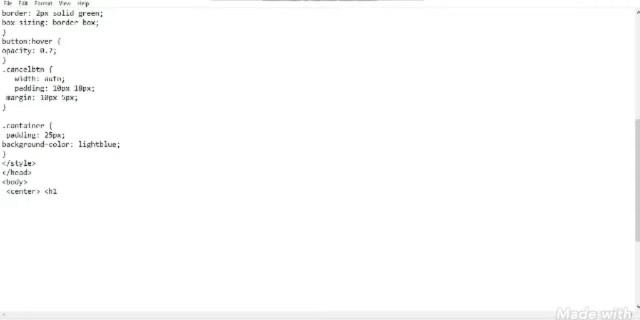 File Edit Format View Help
border: 2px solid green;
box sizing: border box;
}
button:hover {
opacity: 0.7;
}
.cancelbtn {
width: auto;
padding: 10px 18px;
margin: 10px 5px;
}
.container {
padding: 25px;
background-color: lightblue;
}
</style>
</head>
<body>
<center> <h1
Made with